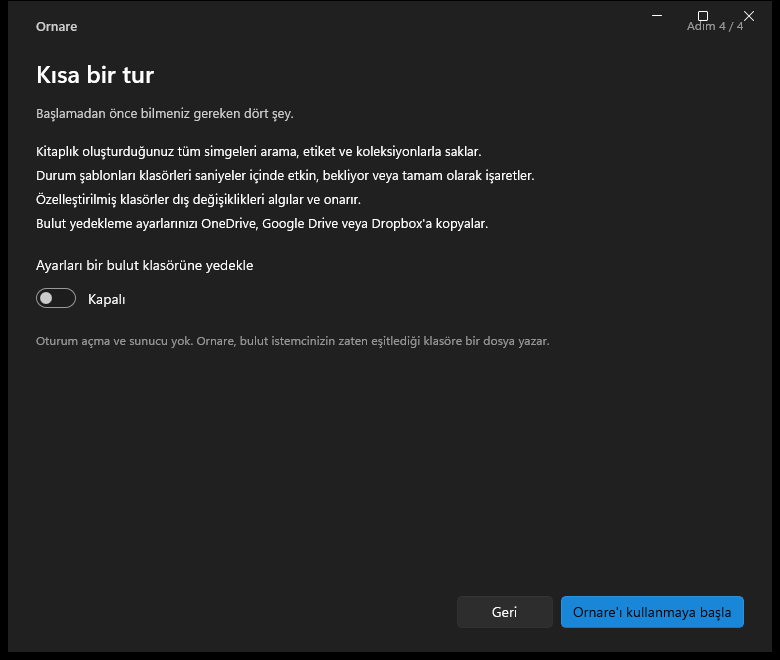 Ornare
Adım 4 / 4
Kısa bir tur
Başlamadan önce bilmeniz gereken dört şey.
Kitaplık oluşturduğunuz tüm simgeleri arama, etiket ve koleksiyonlarla saklar.
Durum şablonları klasörleri saniyeler içinde etkin, bekliyor veya tamam olarak işaretler.
Özelleştirilmiş klasörler dış değişiklikleri algılar ve onarır.
Bulut yedekleme ayarlarınızı OneDrive, Google Drive veya Dropbox'a kopyalar.
Ayarları bir bulut klasörüne yedekle
Kapalı
Oturum açma ve sunucu yok. Ornare, bulut istemcinizin zaten eşitlediği klasöre bir dosya yazar.
Geri
Ornare'ı kullanmaya başla